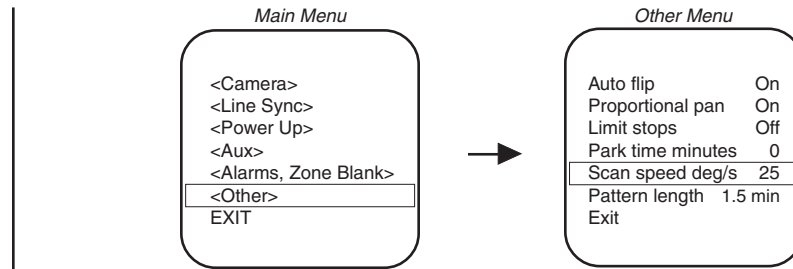 Main Menu
<Camera>
<Line Sync>
<Power Up>
<Aux>
<Alarms, Zone Blank>
<Other>
EXIT
Other Menu
Auto flip On
Proportional pan On
Limit stops Off
Park time minutes 0
Scan speed deg/s 25
Pattern length 1.5 min
Exit